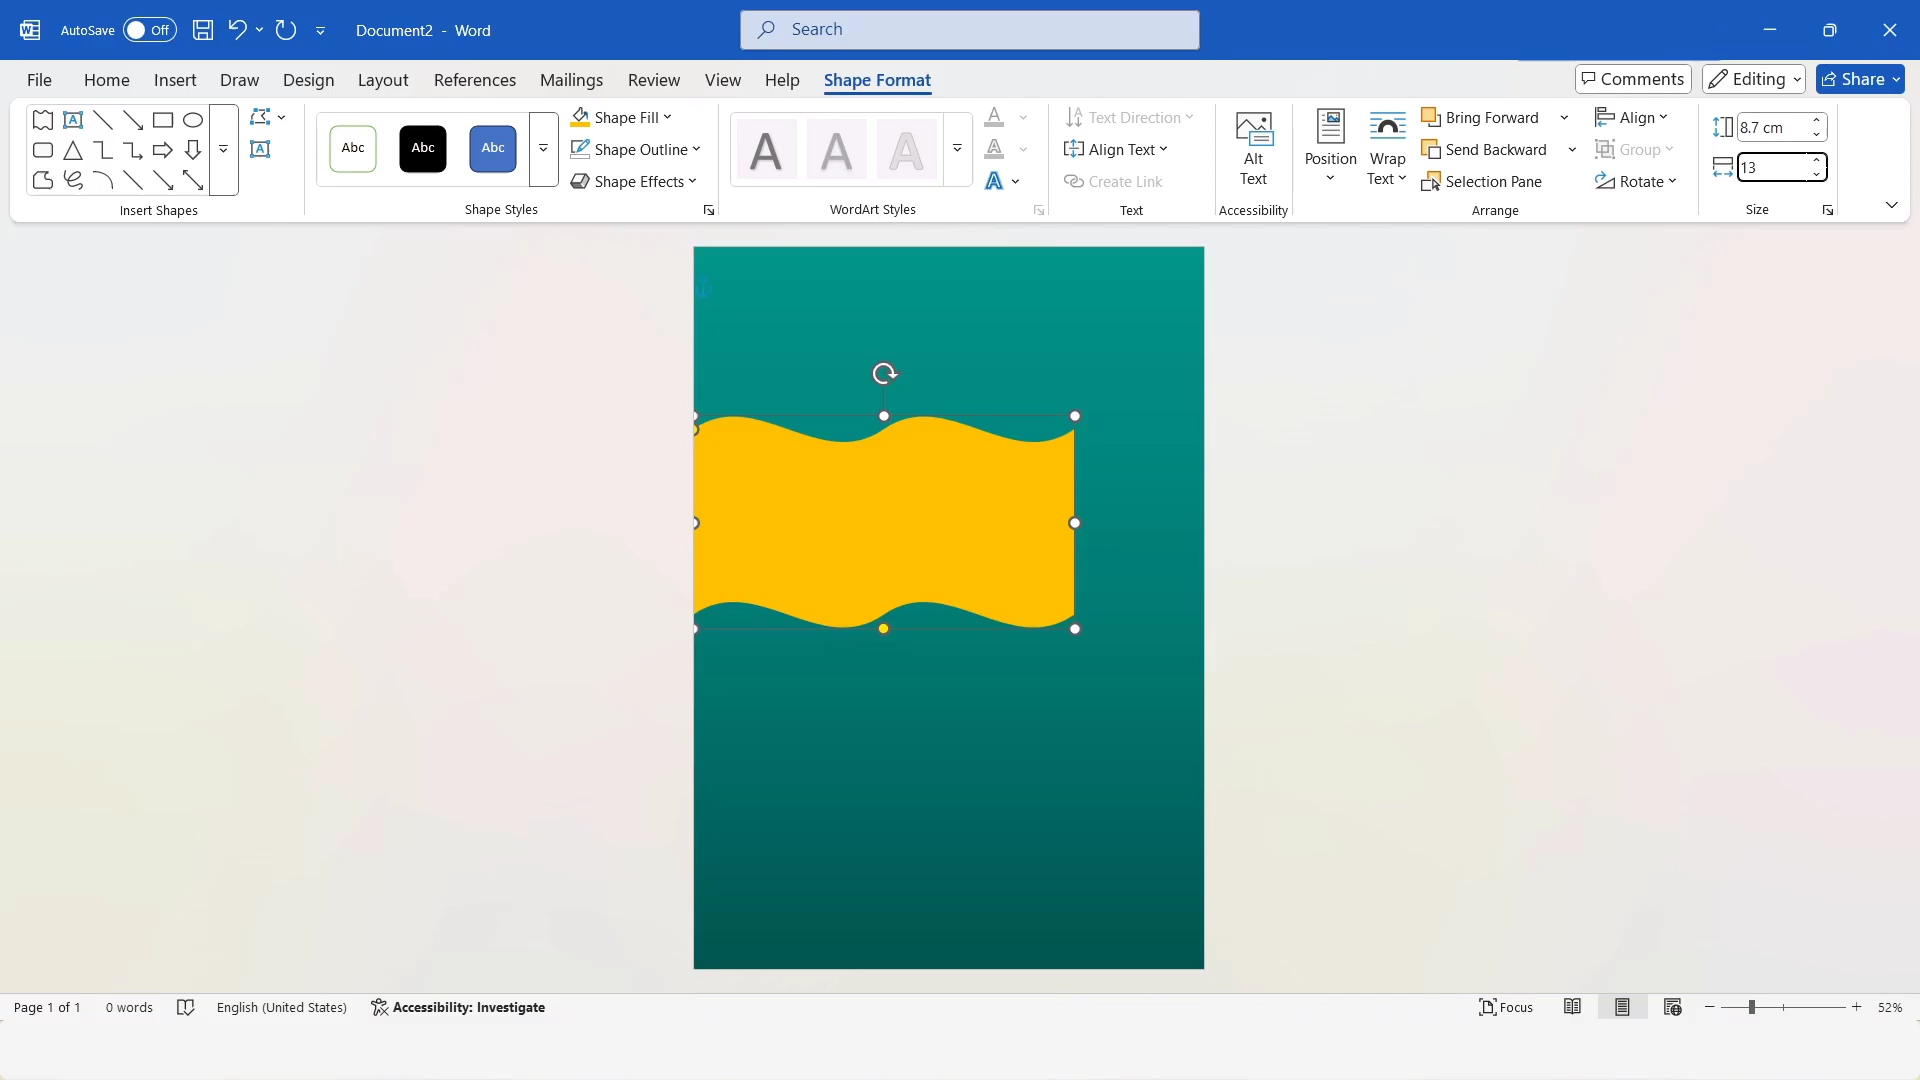 AutoSave Off Document2 - Word Search
File Home Insert Draw Design Layout References Mailings Review View Help Shape Format Comments Editing Share
Abc Abc Abc
Insert Shapes
Shape Fill
Shape Outline
Shape Effects
Shape Styles
A A A
WordArt Styles
Text Direction
Align Text
Create Link
Text
Alt
Text
Accessibility
Position
Wrap
Text
Bring Forward
Send Backward
Selection Pane
Align
Group
Rotate
Arrange
8.7 cm
13
Size
Page 1 of 1 0 words English (United States) Accessibility: Investigate Focus 52%